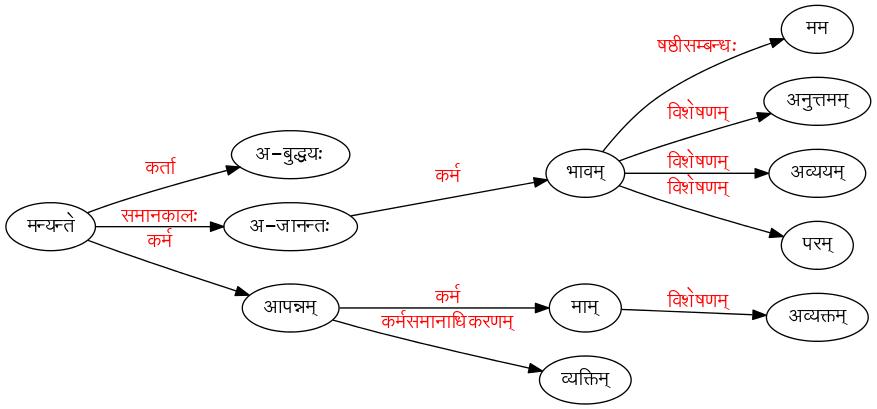 मम
षष्ठीसम्बन्धः
अनुत्तमम्
विशेषणम्
अ-बुद्धयः
विशेषणम्
कर्ता
कर्म
भावम्
अव्ययम्
विशेषणम्
समानकालः
मन्यन्ते
अ-जानन्तः
कर्म
परम्
आपन्नम्
कर्म
माम्
विशेषणम्
अव्यक्तम्
कर्मसमानाधिकरणम्
व्यक्तिम्